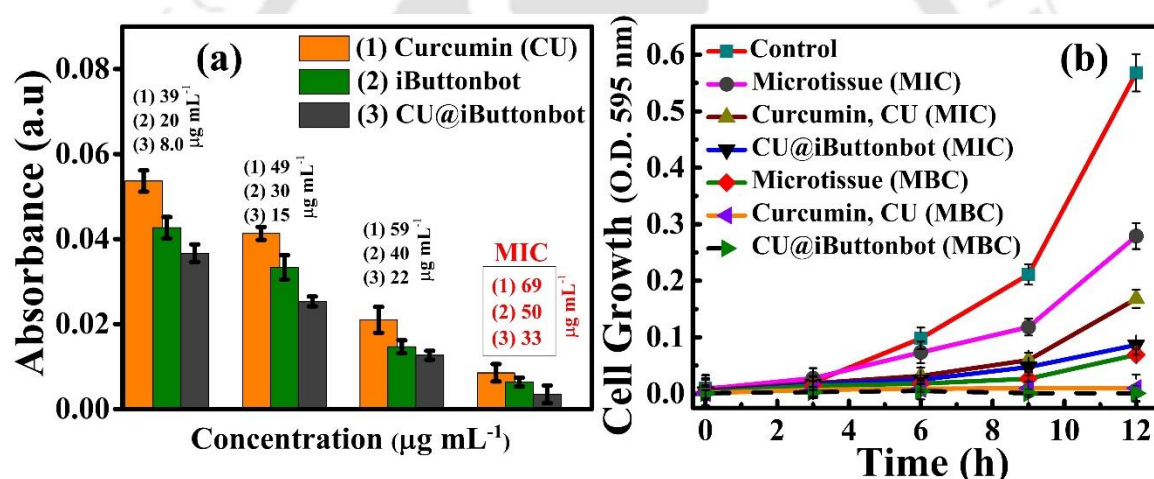 (a)
(1) Curcumin (CU)
(2) iButtonbot
(3) CU@iButtonbot
Absorbance (a.u)
0.08
0.06
0.04
0.02
0.00
(1) 39
(2) 20
(3) 8.0
µg mL⁻¹
(1) 49
(2) 30
(3) 15
µg mL⁻¹
(1) 59
(2) 40
(3) 22
µg mL⁻¹
MIC
(1) 69
(2) 50
(3) 33
µg mL⁻¹
Concentration (µg mL⁻¹)
(b)
Control
Microtissue (MIC)
Curcumin, CU (MIC)
CU@iButtonbot (MIC)
Microtissue (MBC)
Curcumin, CU (MBC)
CU@iButtonbot (MBC)
Cell Growth (O.D. 595 nm)
0.6
0.5
0.4
0.3
0.2
0.1
0.0
0 2 4 6 8 10 12
Time (h)